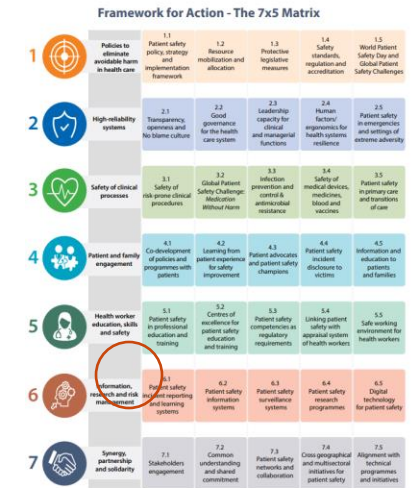 Framework for Action - The 7x5 Matrix
1
Policies to
eliminate
avoidable harm
in health care
1.1
Patient safety
policy, strategy
and
implementation
framework
1.2
Resource
mobilization and
allocation
1.3
Protective
legislative
measures
1.4
Safety
standards,
regulation and
accreditation
1.5
World Patient
Safety Day and
Global Patient
Safety Challenges
2
High-reliability
systems
2.1
Transparency,
openness and
No blame culture
2.2
Good
governance
for the health
care system
2.3
Leadership
capacity for
clinical
and managerial
functions
2.4
Human
factors/
ergonomics for
health systems
resilience
2.5
Patient safety
in emergencies
and settings of
extreme adversity
3
Safety of clinical
processes
3.1
Safety of
risk-prone clinical
procedures
3.2
Global Patient
Safety Challenge:
Medication
Without Harm
3.3
Infection
prevention and
control &
antimicrobial
resistance
3.4
Safety of
medical devices,
medicines,
blood and
vaccines
3.5
Patient safety
in primary care
and transitions
of care
4
Patient and family
engagement
4.1
Co-development
of policies and
programmes with
patients
4.2
Learning from
patient experience
for safety
improvement
4.3
Patient advocates
and patient safety
champions
4.4
Patient safety
incident
disclosure to
victims
4.5
Information and
education to
patients and
families
5
Health worker
education, skills
and safety
5.1
Patient safety
in professional
education and
training
5.2
Centres of
excellence for
patient safety
education
and training
5.3
Patient safety
competencies as
regulatory
requirements
5.4
Linking patient
safety with
appraisal system
of health workers
5.5
Safe working
environment for
health workers
6
Information,
research and risk
management
6.1
Patient safety
incident reporting
and learning
systems
6.2
Patient safety
information
systems
6.3
Patient safety
surveillance
systems
6.4
Patient safety
research
programmes
6.5
Digital
technology
for patient safety
7
Synergy,
partnership
and solidarity
7.1
Stakeholders
engagement
7.2
Common
understanding
and shared
commitment
7.3
Patient safety
networks and
collaboration
7.4
Cross geographical
and multisectoral
initiatives for
patient safety
7.5
Alignment with
technical
programmes
and initiatives